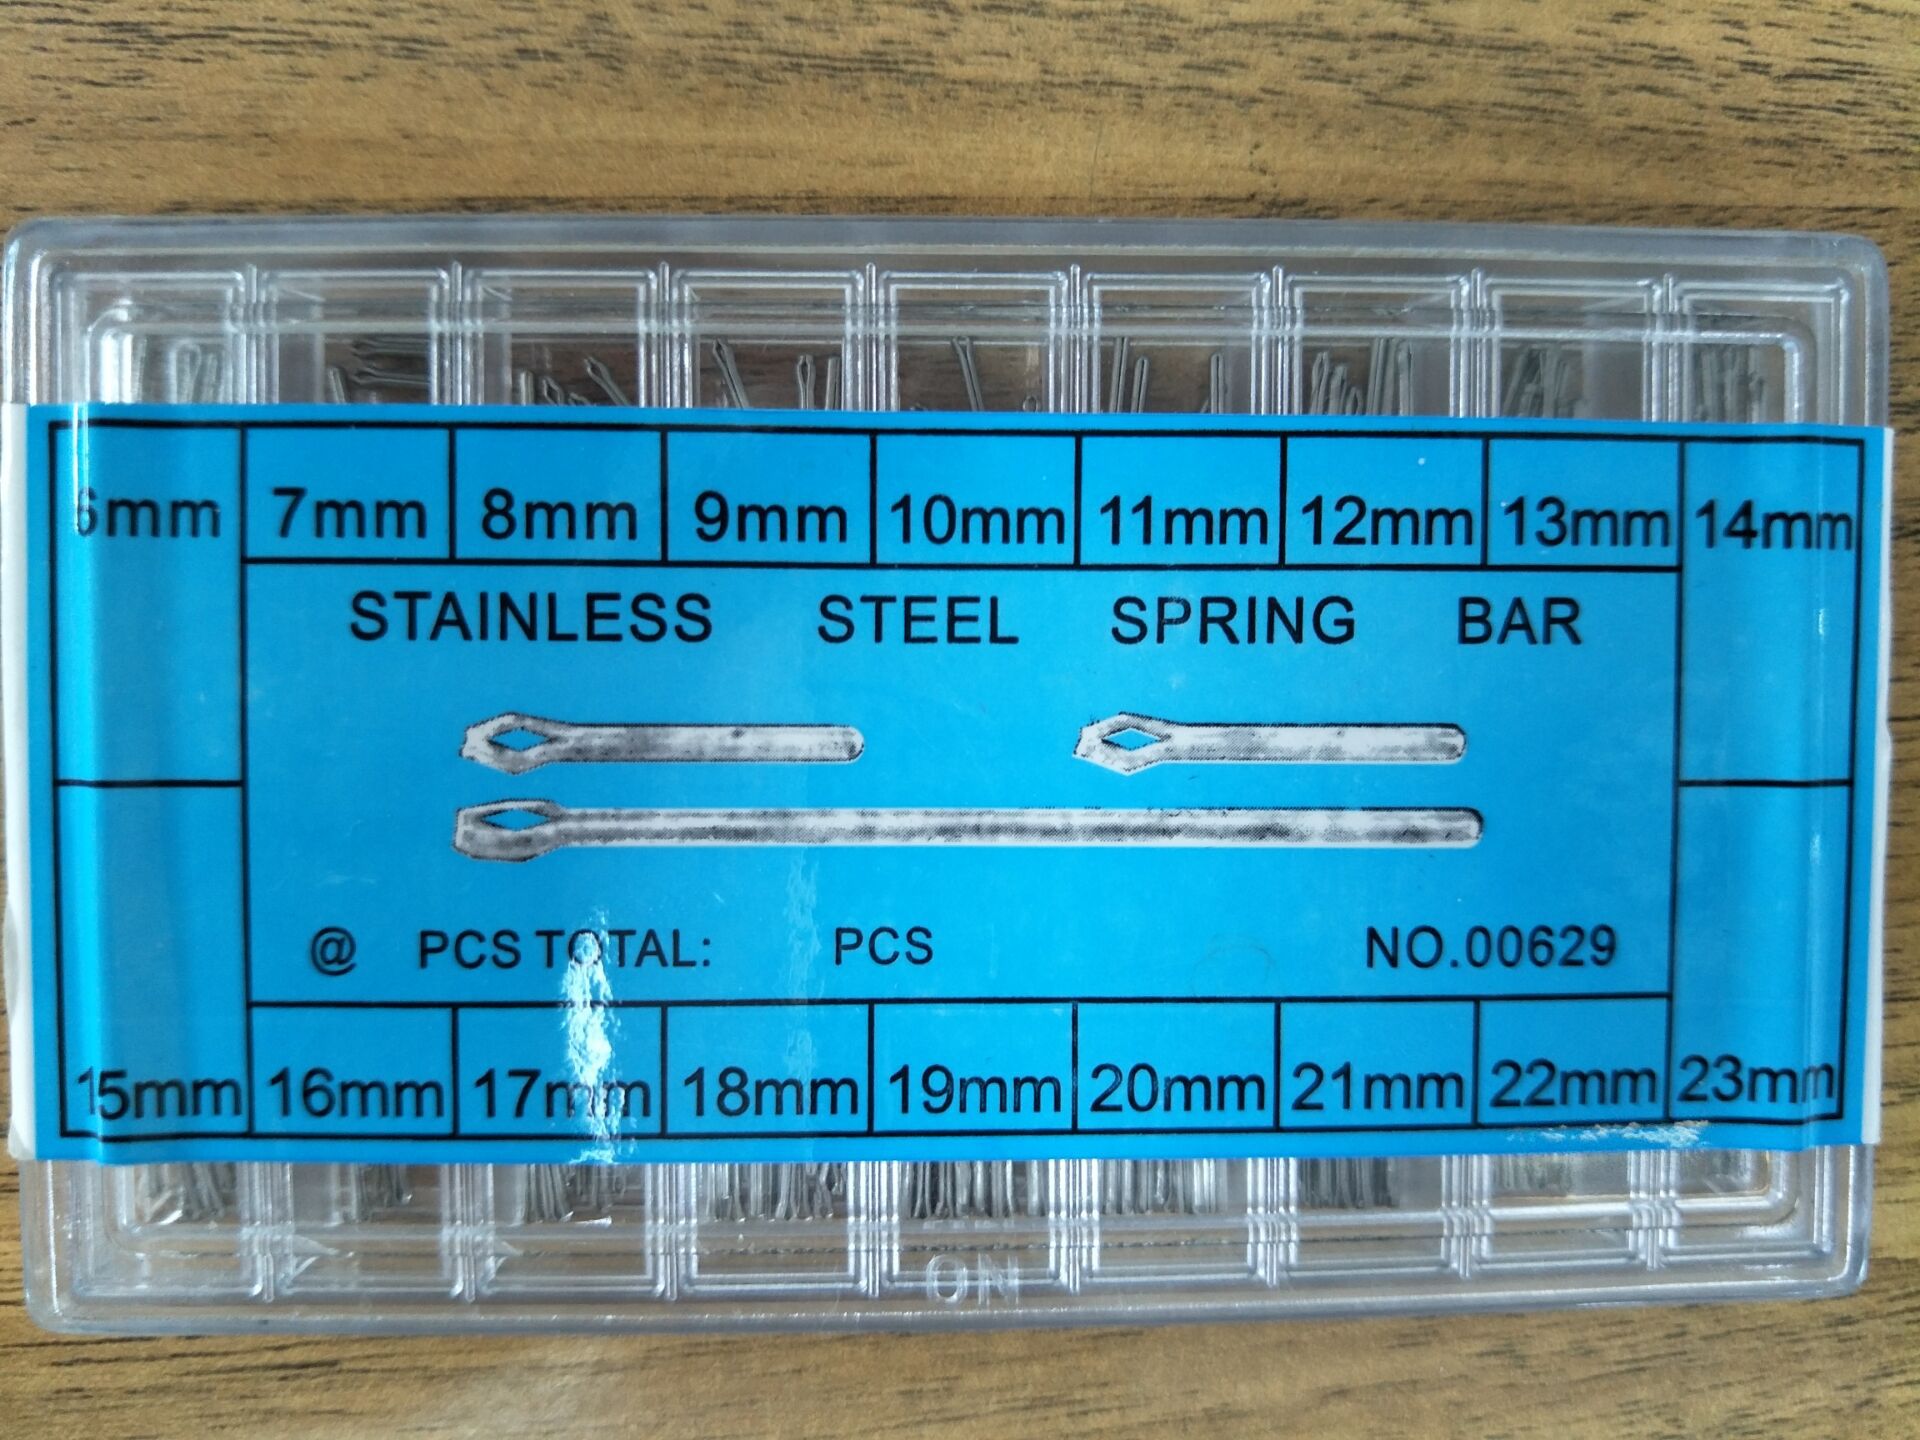 6mm 7mm 8mm 9mm 10mm 11mm 12mm 13mm 14mm
STAINLESS STEEL SPRING BAR
@ PCS TOTAL: PCS NO.00629
15mm 16mm 17mm 18mm 19mm 20mm 21mm 22mm 23mm
ON